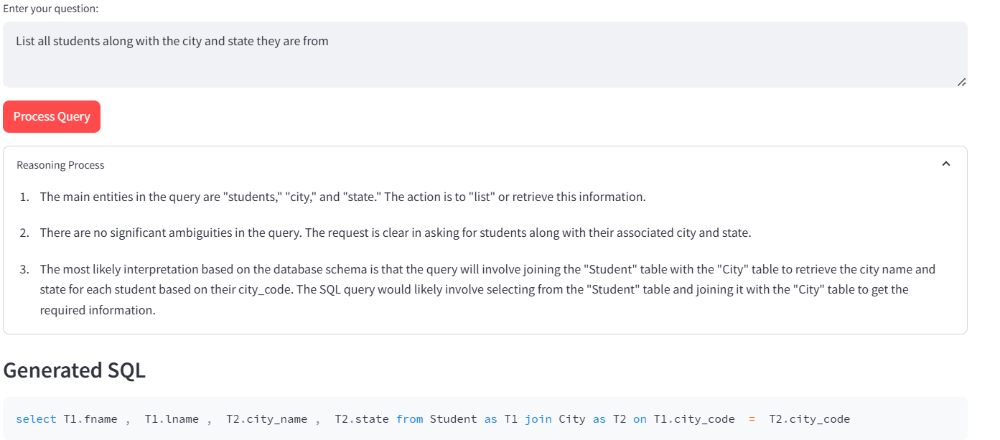 Enter your question:
List all students along with the city and state they are from
Process Query
Reasoning Process
1. The main entities in the query are "students," "city," and "state." The action is to "list" or retrieve this information.
2. There are no significant ambiguities in the query. The request is clear in asking for students along with their associated city and state.
3. The most likely interpretation based on the database schema is that the query will involve joining the "Student" table with the "City" table to retrieve the city name and
state for each student based on their city_code. The SQL query would likely involve selecting from the "Student" table and joining it with the "City" table to get the
required information.
Generated SQL
select T1.fname , T1.lname , T2.city_name , T2.state from Student as T1 join City as T2 on T1.city_code = T2.city_code